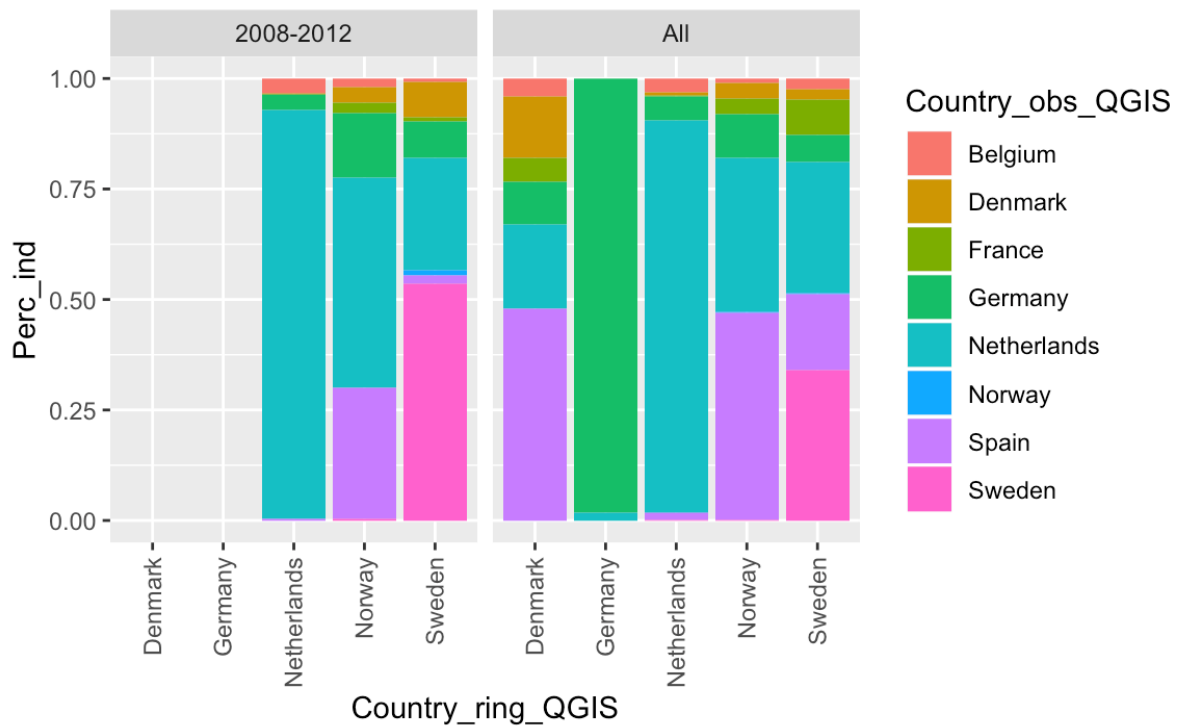 2008-2012
All
Perc_ind
1.00
0.75
0.50
0.25
0.00
Denmark
Germany
Netherlands
Norway
Sweden
Denmark
Germany
Netherlands
Norway
Sweden
Country_ring_QGIS
Country_obs_QGIS
Belgium
Denmark
France
Germany
Netherlands
Norway
Spain
Sweden